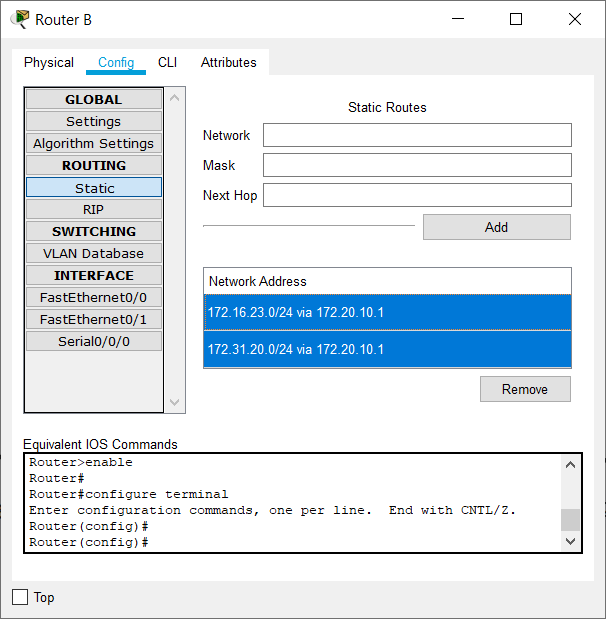 Router B
Physical Config CLI Attributes
GLOBAL
Settings
Algorithm Settings
ROUTING
Static
RIP
SWITCHING
VLAN Database
INTERFACE
FastEthernet0/0
FastEthernet0/1
Serial0/0/0
Static Routes
Network
Mask
Next Hop
Add
Network Address
172.16.23.0/24 via 172.20.10.1
172.31.20.0/24 via 172.20.10.1
Remove
Equivalent IOS Commands
Router>enable
Router#
Router#configure terminal
Enter configuration commands, one per line.  End with CNTL/Z.
Router(config)#
Router(config)#
Top